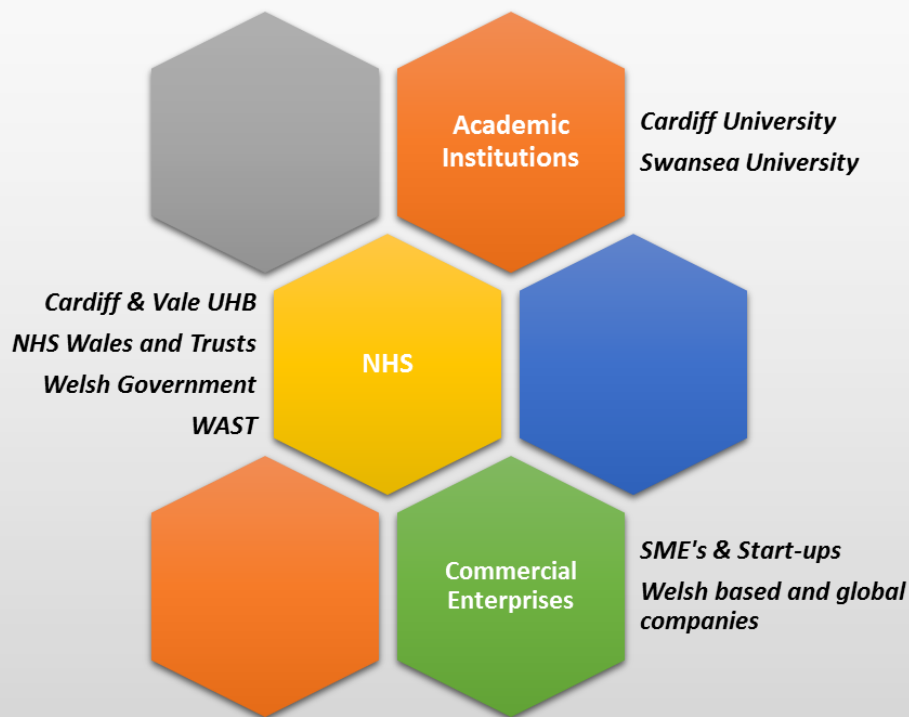 Academic
Institutions
Cardiff University
Swansea University
Cardiff & Vale UHB
NHS Wales and Trusts
Welsh Government
WAST
NHS
Commercial
Enterprises
SME's & Start-ups
Welsh based and global
companies